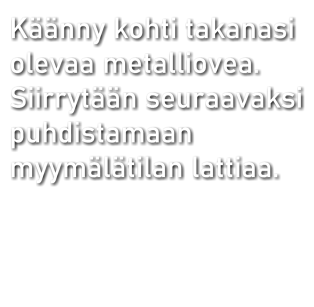 Käänny kohti takanasi
olevaa metalliovea.
Siirrytään seuraavaksi
puhdistamaan
myymälätilan lattiaa.